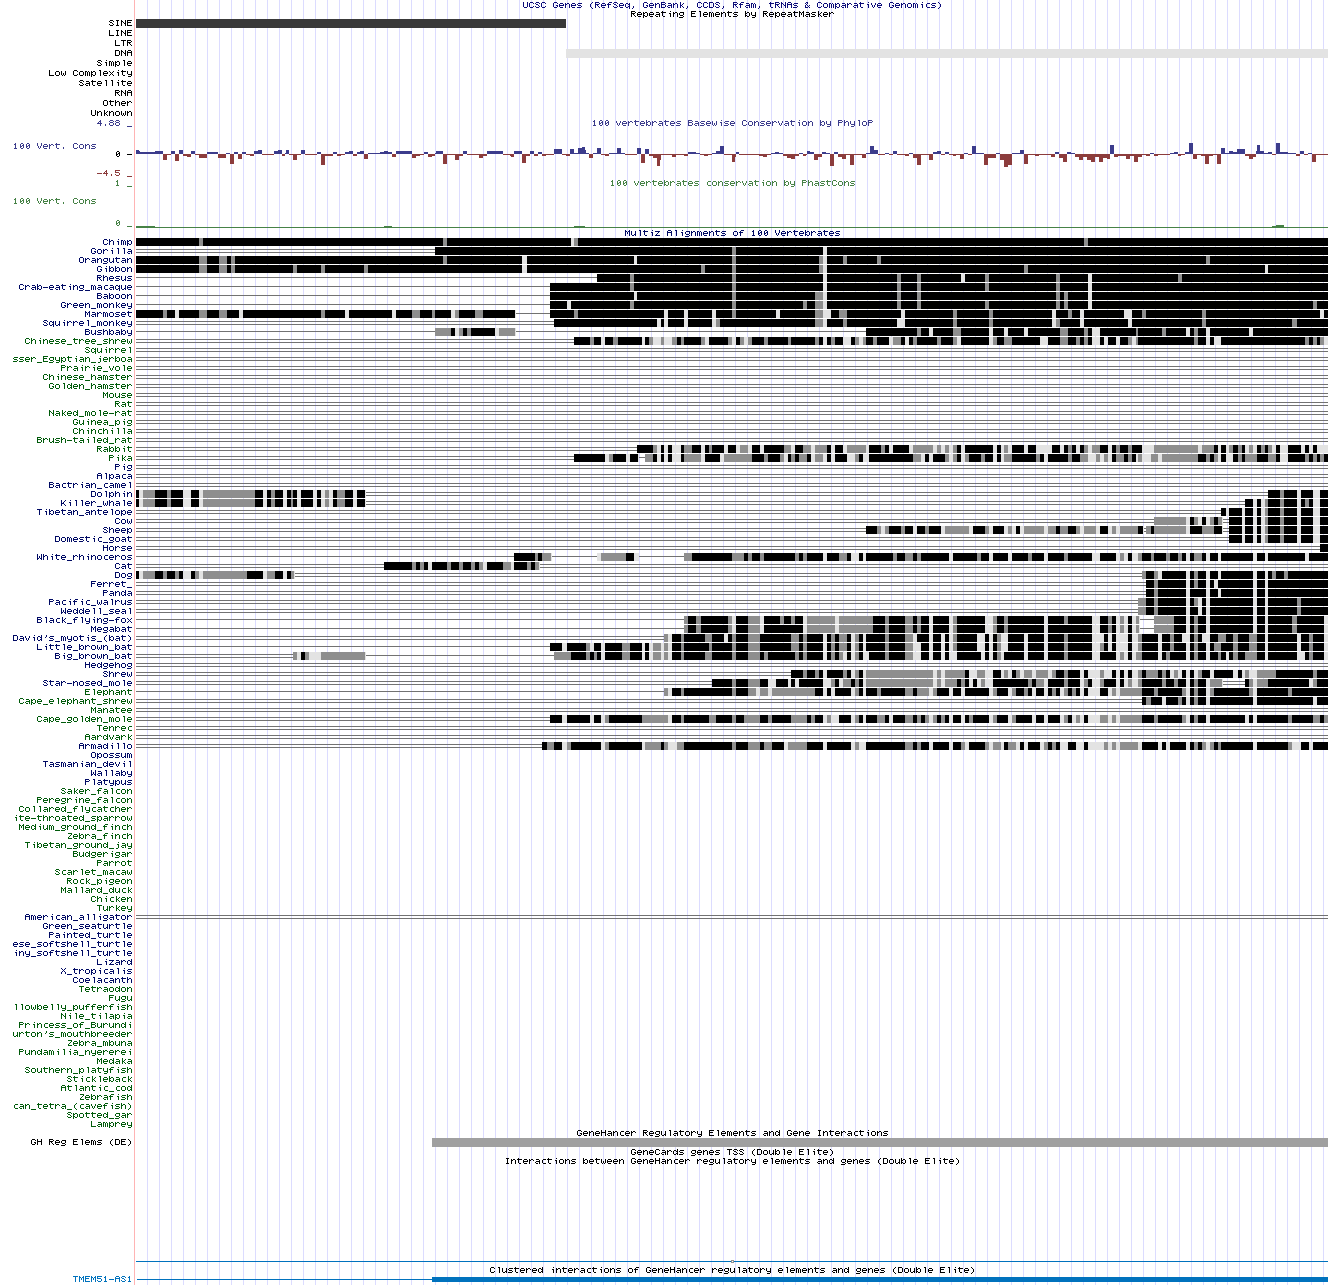 UCSC Genes (RefSeq, GenBank, CCDS, Rfam, tRNAs & Comparative Genomics)
Repeating Elements by RepeatMasker
SINE
LINE
LTR
DNA
Simple
Low Complexity
Satellite
RNA
Other
Unknown
4.88 _
100 vertebrates Basewise Conservation by PhyloP
100 Vert. Cons
0 _
-4.5 _
1 _
100 vertebrates conservation by PhastCons
100 Vert. Cons
0 _
Multiz Alignments of 100 Vertebrates
Chimp
Gorilla
Orangutan
Gibbon
Rhesus
Crab-eating_macaque
Baboon
Green_monkey
Marmoset
Squirrel_monkey
Bushbaby
Chinese_tree_shrew
Squirrel
sser_Egyptian_jerboa
Prairie_vole
Chinese_hamster
Golden_hamster
Mouse
Rat
Naked_mole-rat
Guinea_pig
Chinchilla
Brush-tailed_rat
Rabbit
Pika
Pig
Alpaca
Bactrian_camel
Dolphin
Killer_whale
Tibetan_antelope
Cow
Sheep
Domestic_goat
Horse
White_rhinoceros
Cat
Dog
Ferret_
Panda
Pacific_walrus
Weddell_seal
Black_flying-fox
Megabat
David's_myotis_(bat)
Little_brown_bat
Big_brown_bat
Hedgehog
Shrew
Star-nosed_mole
Elephant
Cape_elephant_shrew
Manatee
Cape_golden_mole
Tenrec
Aardvark
Armadillo
Opossum
Tasmanian_devil
Wallaby
Platypus
Saker_falcon
Peregrine_falcon
Collared_flycatcher
ite-throated_sparrow
Medium_ground_finch
Zebra_finch
Tibetan_ground_jay
Budgerigar
Parrot
Scarlet_macaw
Rock_pigeon
Mallard_duck
Chicken
Turkey
American_alligator
Green_seaturtle
Painted_turtle
ese_softshell_turtle
iny_softshell_turtle
Lizard
X_tropicalis
Coelacanth
Tetraodon
Fugu
llowbelly_pufferfish
Nile_tilapia
Princess_of_Burundi
urton's_mouthbreeder
Zebra_mbuna
Pundamilia_nyererei
Medaka
Southern_platyfish
Stickleback
Atlantic_cod
Zebrafish
can_tetra_(cavefish)
Spotted_gar
Lamprey
GeneHancer Regulatory Elements and Gene Interactions
GH Reg Elems (DE)
GeneCards genes TSS (Double Elite)
Interactions between GeneHancer regulatory elements and genes (Double Elite)
Clustered interactions of GeneHancer regulatory elements and genes (Double Elite)
TMEM51-AS1